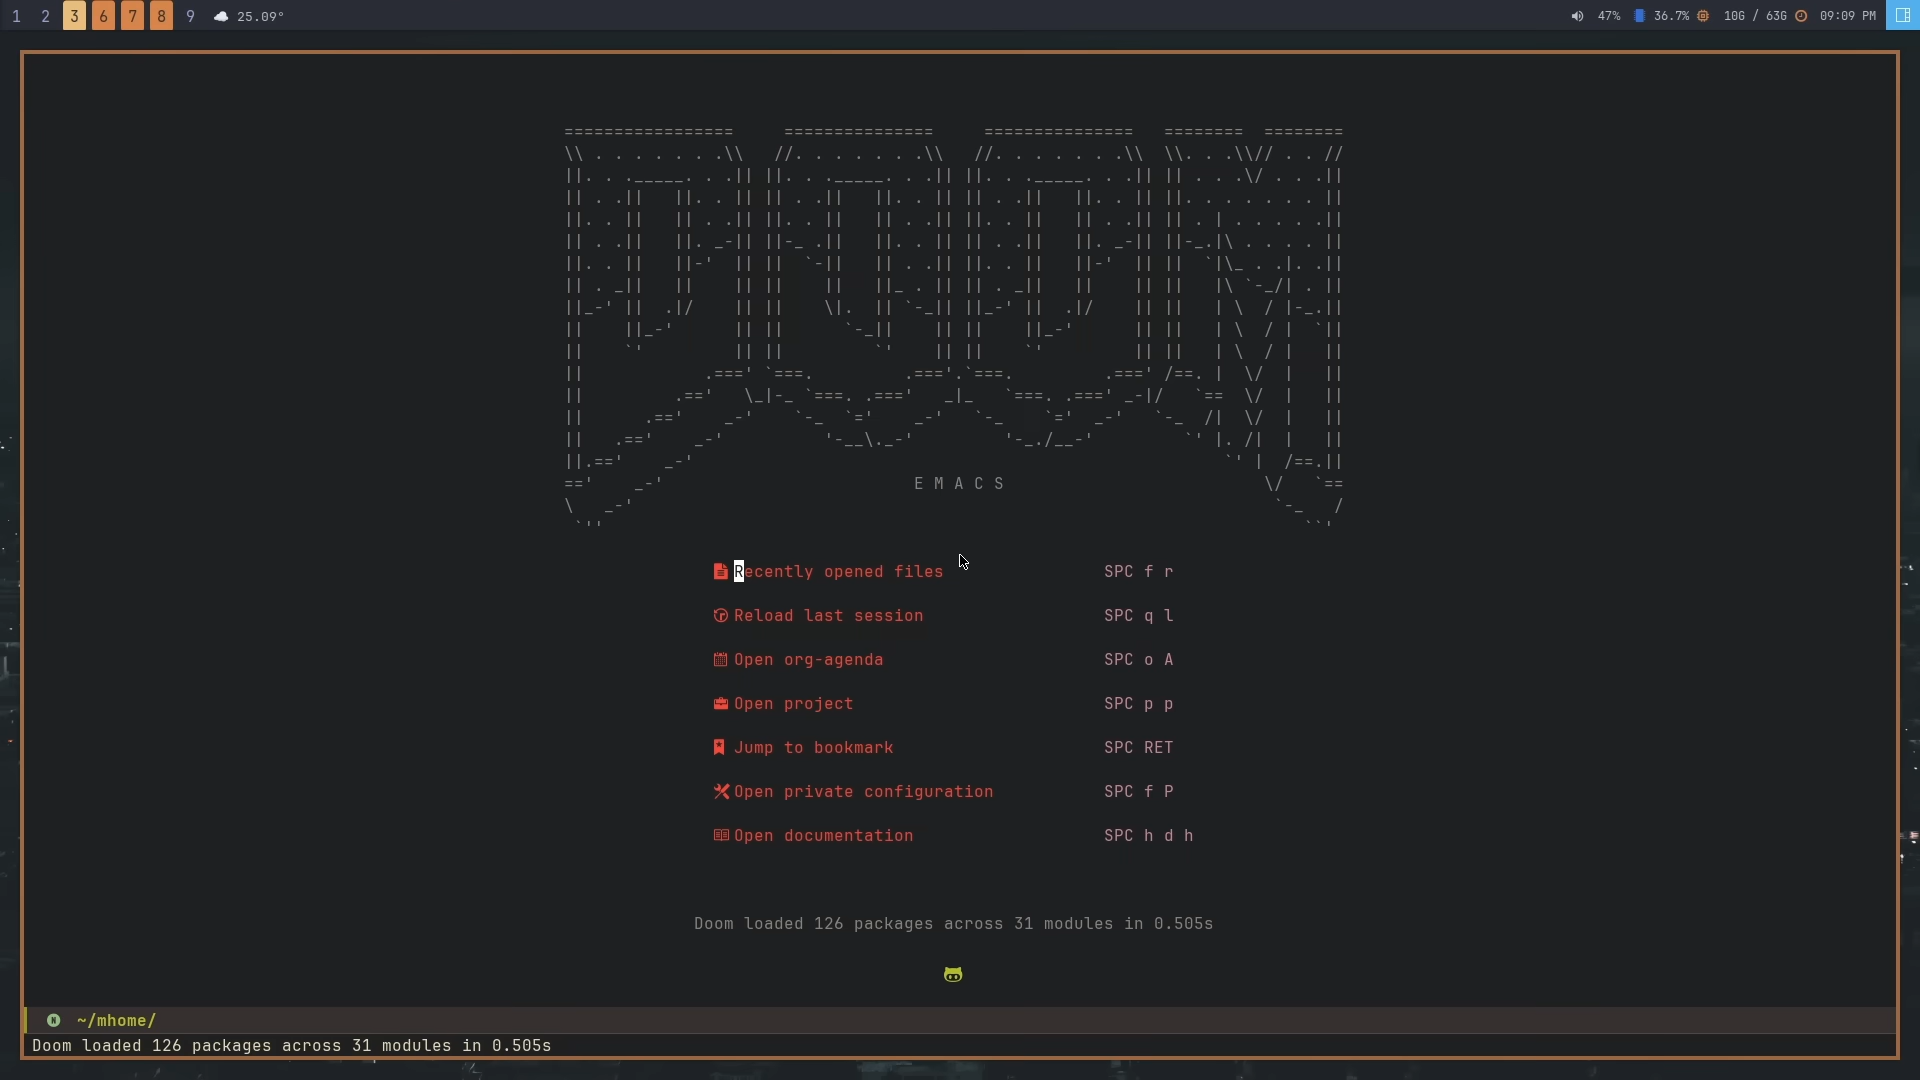 1 2 3 6 7 8 9 25.09° 47% 36.7% 10G / 63G 09:09 PM
E M A C S
Recently opened files SPC f r
Reload last session SPC q l
Open org-agenda SPC o A
Open project SPC p p
Jump to bookmark SPC RET
Open private configuration SPC f P
Open documentation SPC h d h
Doom loaded 126 packages across 31 modules in 0.505s
N ~/mhome/
Doom loaded 126 packages across 31 modules in 0.505s